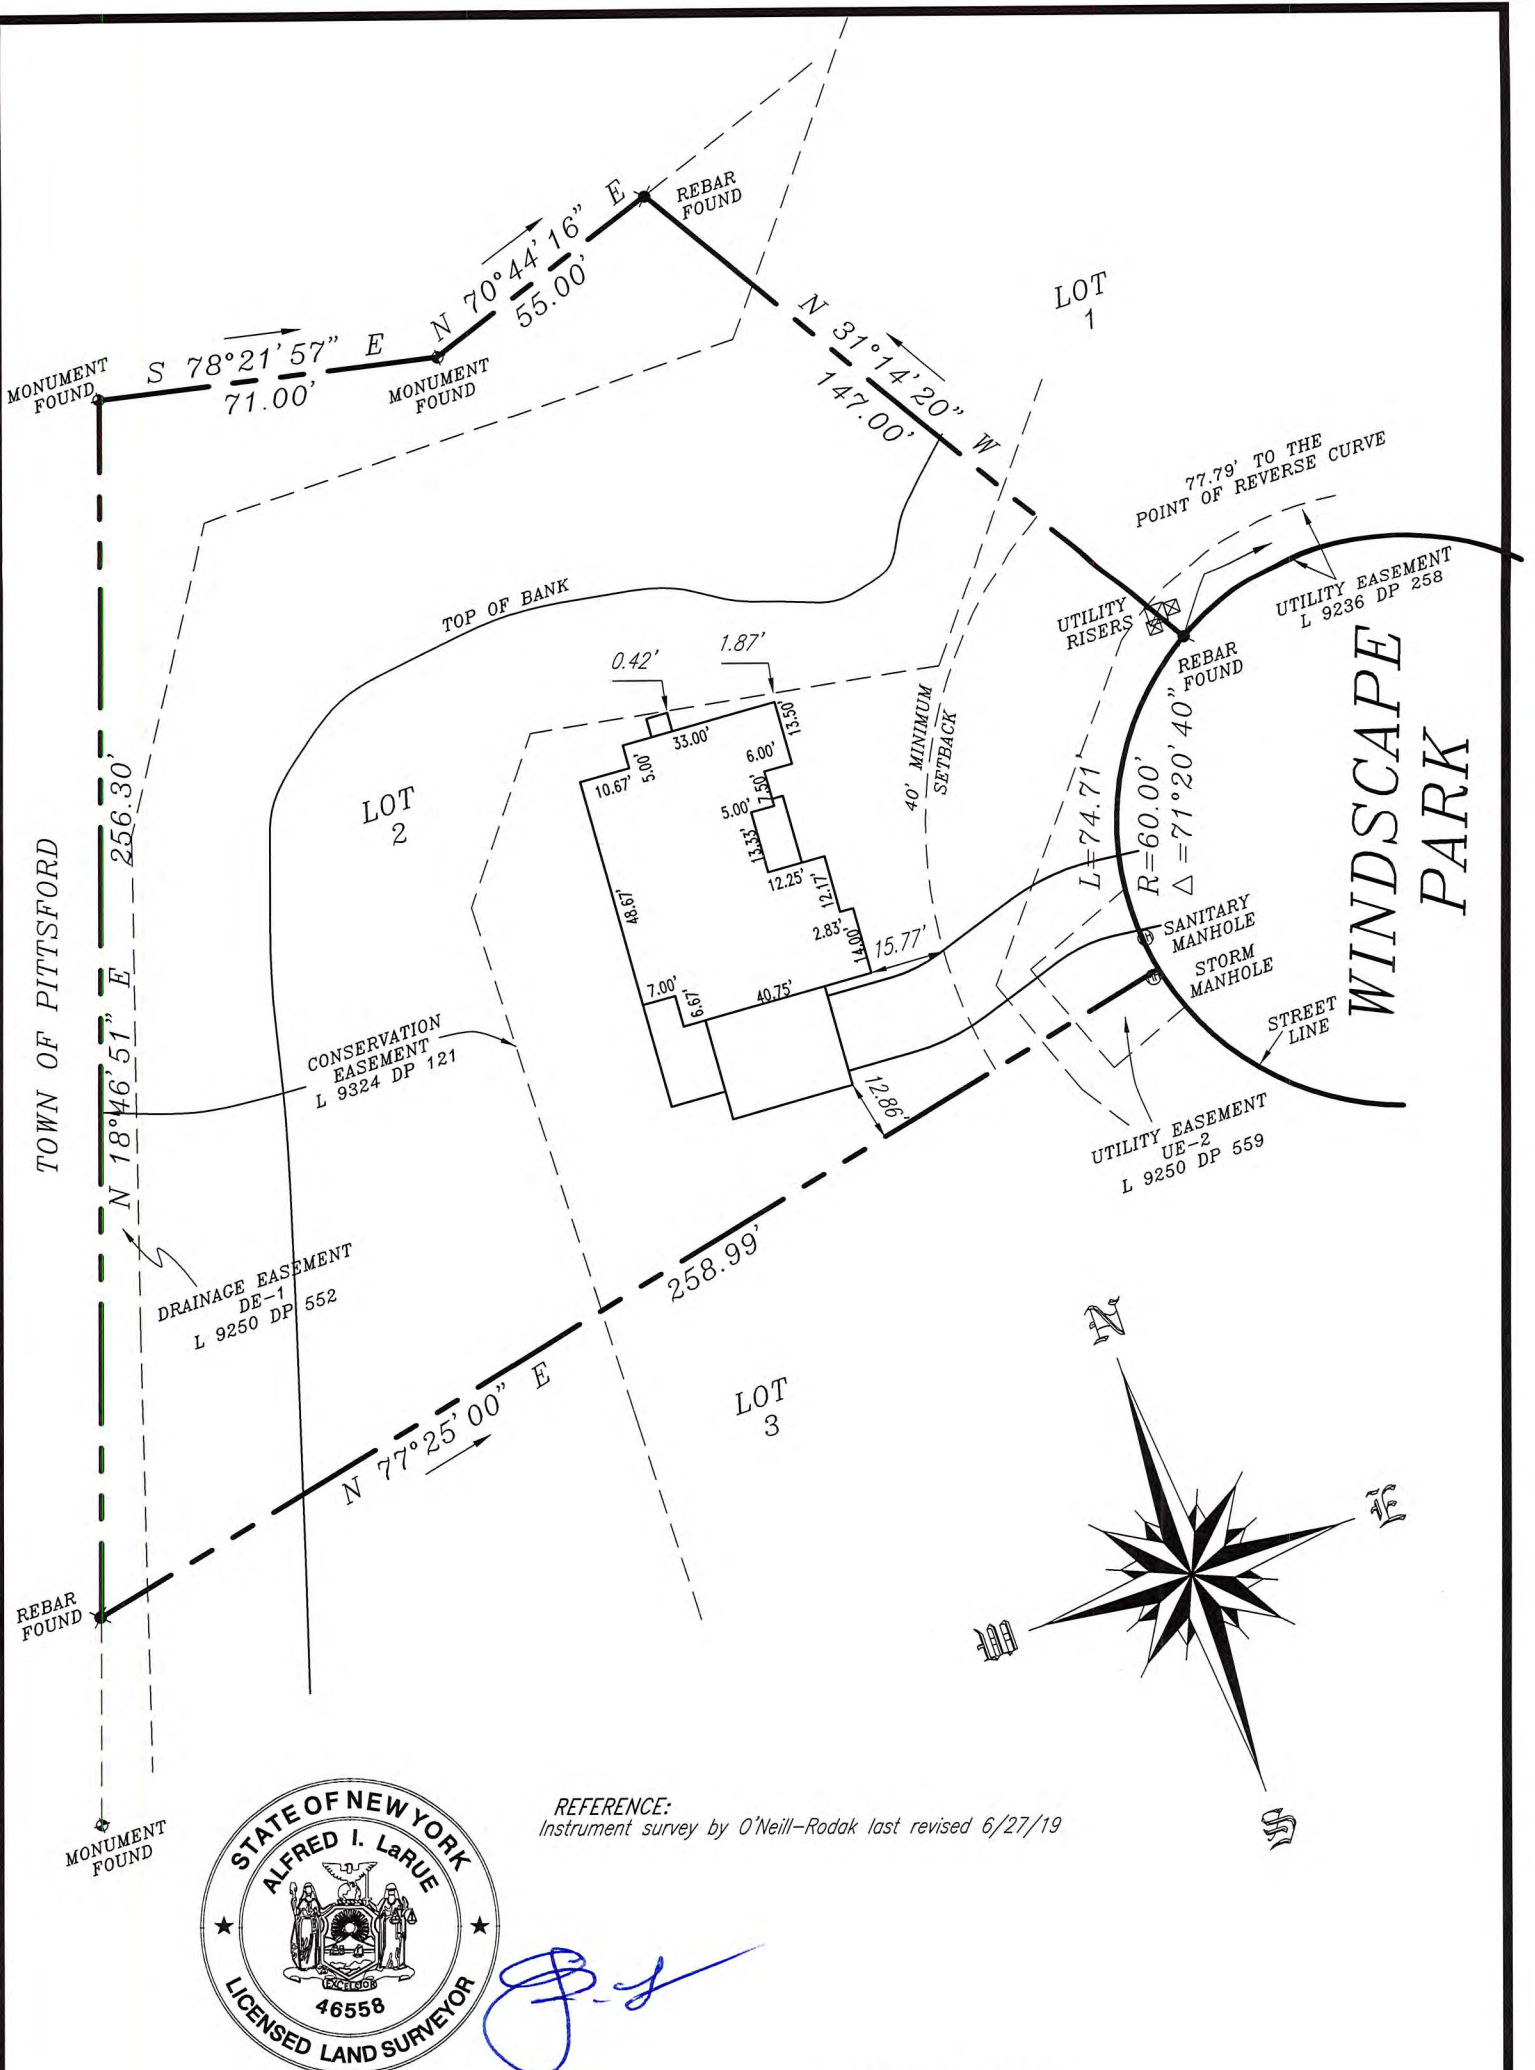 REBAR
FOUND
N 70°44'16" E
55.00'
LOT
1
S 78°21'57" E
71.00'
MONUMENT
FOUND
MONUMENT
FOUND
N 31°14'20" W
147.00'
77.79' TO THE
POINT OF REVERSE CURVE
UTILITY EASEMENT
L 9236 DP 258
UTILITY
RISERS
REBAR
FOUND
TOP OF BANK
0.42'
1.87'
33.00'
13.50'
5.00'
10.67'
6.00'
7.50'
5.00'
13.33'
12.25'
12.17'
2.83'
14.00'
15.77'
48.67'
7.00'
6.67'
40.75'
12.86'
40' MINIMUM
SETBACK
L=74.71'
R=60.00'
Δ=71°20'40"
WINDSCAPE
PARK
LOT
2
TOWN OF PITTSFORD
N 18°46'51" E 256.30'
SANITARY
MANHOLE
STORM
MANHOLE
STREET
LINE
CONSERVATION
EASEMENT
L 9324 DP 121
UTILITY EASEMENT
UE-2
L 9250 DP 559
DRAINAGE EASEMENT
DE-1
L 9250 DP 552
258.99'
N 77°25'00" E
LOT
3
N
E
W
S
REBAR
FOUND
MONUMENT
FOUND
REFERENCE:
Instrument survey by O'Neill-Rodak last revised 6/27/19
STATE OF NEW YORK
ALFRED I. LaRUE
EXCELSIOR
46558
LICENSED LAND SURVEYOR